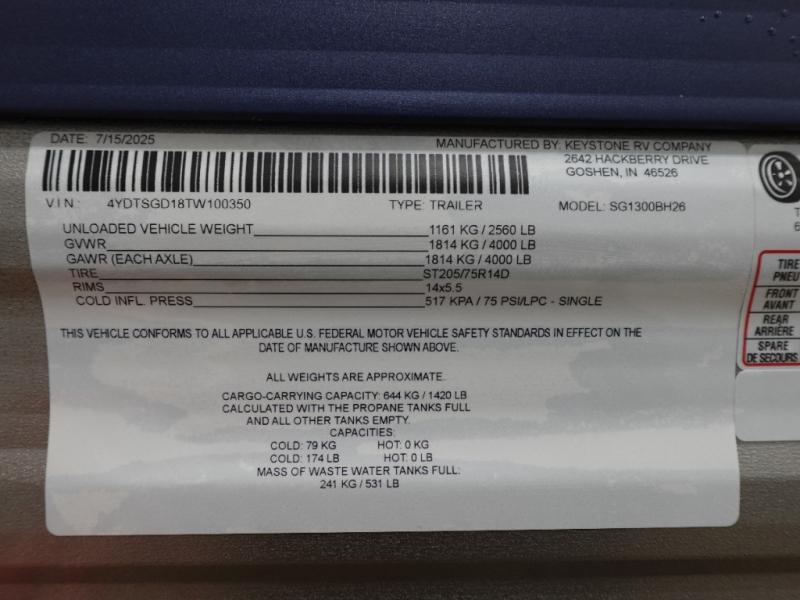 DATE: 7/15/2025
MANUFACTURED BY: KEYSTONE RV COMPANY
2642 HACKBERRY DRIVE
GOSHEN, IN 46526
VIN: 4YDTSGD18TW100350 TYPE: TRAILER MODEL: SG1300BH26
UNLOADED VEHICLE WEIGHT 1161 KG / 2560 LB
GVWR 1814 KG / 4000 LB
GAWR (EACH AXLE) 1814 KG / 4000 LB
TIRE ST205/75R14D
RIMS 14x5.5
COLD INFL. PRESS 517 KPA / 75 PSI/LPC - SINGLE
THIS VEHICLE CONFORMS TO ALL APPLICABLE U.S. FEDERAL MOTOR VEHICLE SAFETY STANDARDS IN EFFECT ON THE
DATE OF MANUFACTURE SHOWN ABOVE.
ALL WEIGHTS ARE APPROXIMATE.
CARGO-CARRYING CAPACITY: 644 KG / 1420 LB
CALCULATED WITH THE PROPANE TANKS FULL
AND ALL OTHER TANKS EMPTY.
CAPACITIES:
COLD: 79 KG HOT: 0 KG
COLD: 174 LB HOT: 0 LB
MASS OF WASTE WATER TANKS FULL:
241 KG / 531 LB
TIRE
PNEU
FRONT
AVANT
REAR
ARRIÈRE
SPARE
DE SECOURS